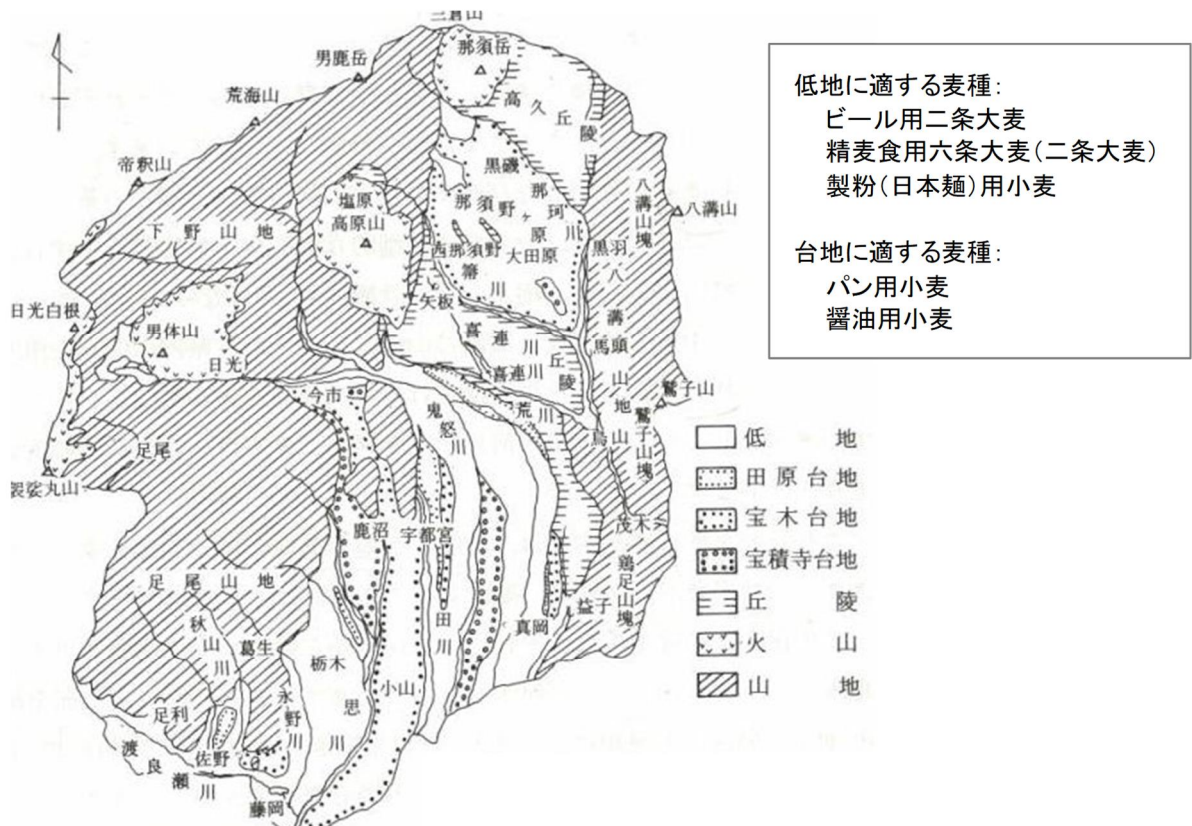 三倉山
那須岳
男鹿岳
高久丘陵
荒海山
帝釈山
黒磯
那珂川
八溝山塊
八溝山
塩原
高原山
那須野ヶ原
下野山地
西那須野
大田原
黒羽
箒川
矢板
日光白根
男体山
日光
喜連川丘陵
喜連川
八溝山地
馬頭
今市
鬼怒川
荒川
鷲子山
鷲子山塊
烏山
足尾
袈裟丸山
鹿沼
宇都宮
茂木
鶏足山塊
足尾山地
益子
真岡
田川
秋山川
葛生
栃木
小山
思川
永野川
足利
佐野
渡良瀬川
藤岡
低地に適する麦種:
ビール用二条大麦
精麦食用六条大麦(二条大麦)
製粉(日本麺)用小麦
台地に適する麦種:
パン用小麦
醤油用小麦
低地
田原台地
宝木台地
宝積寺台地
丘陵
火山
山地